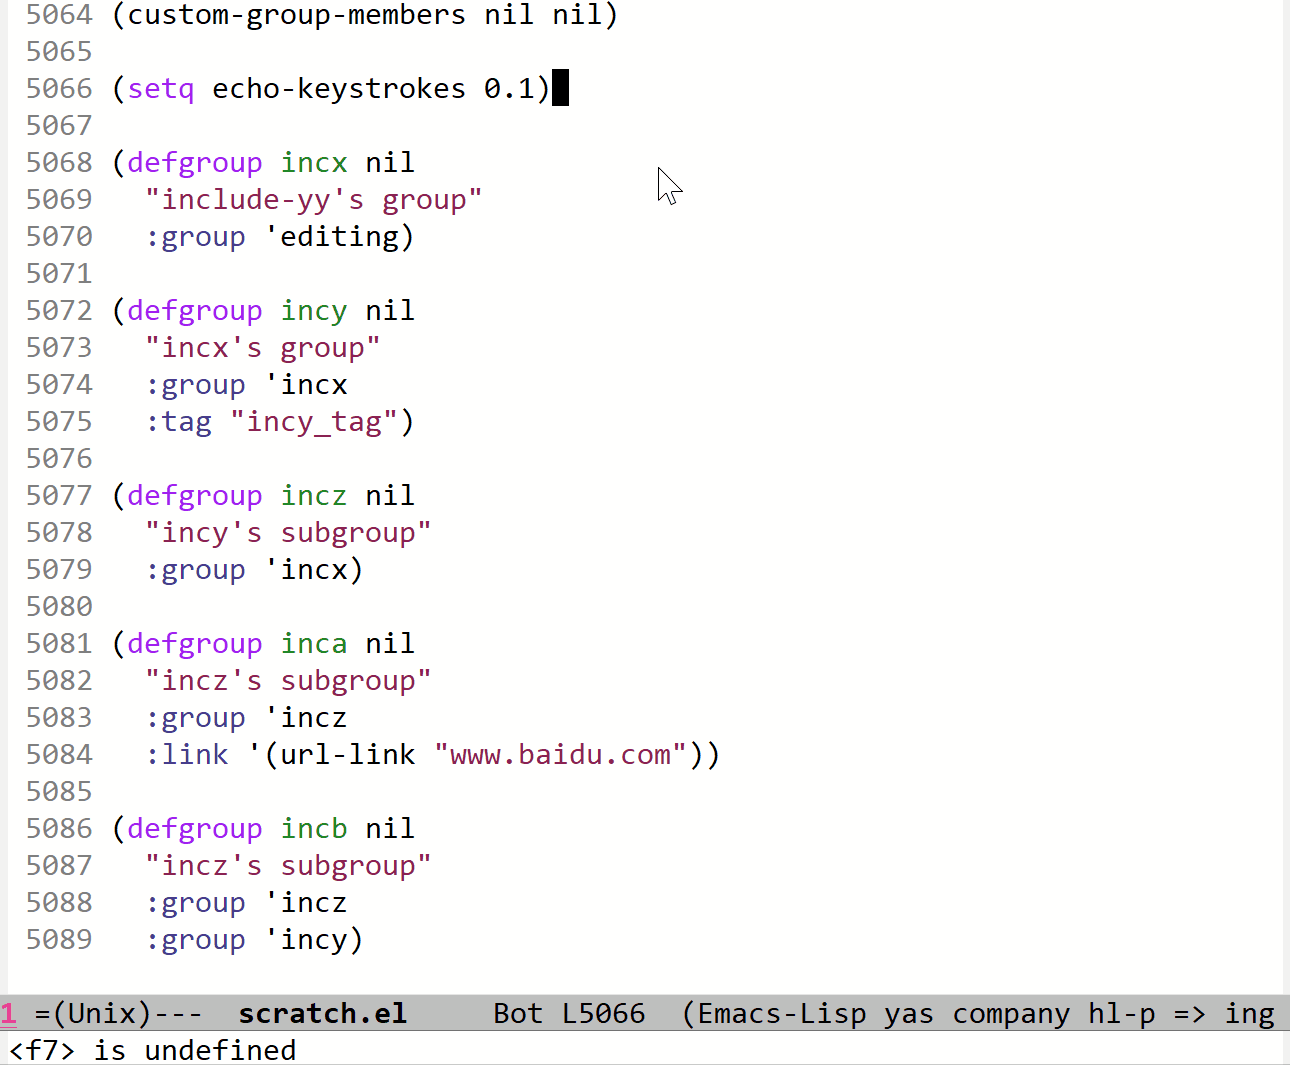 5064 (custom-group-members nil nil)
5065
5066 (setq echo-keystrokes 0.1)
5067
5068 (defgroup incx nil
5069   "include-yy's group"
5070   :group 'editing)
5071
5072 (defgroup incy nil
5073   "incx's group"
5074   :group 'incx
5075   :tag "incy_tag")
5076
5077 (defgroup incz nil
5078   "incy's subgroup"
5079   :group 'incx)
5080
5081 (defgroup inca nil
5082   "incz's subgroup"
5083   :group 'incz
5084   :link '(url-link "www.baidu.com"))
5085
5086 (defgroup incb nil
5087   "incz's subgroup"
5088   :group 'incz
5089   :group 'incy)
1 =(Unix)---  scratch.el     Bot L5066  (Emacs-Lisp yas company hl-p => ing
<f7> is undefined